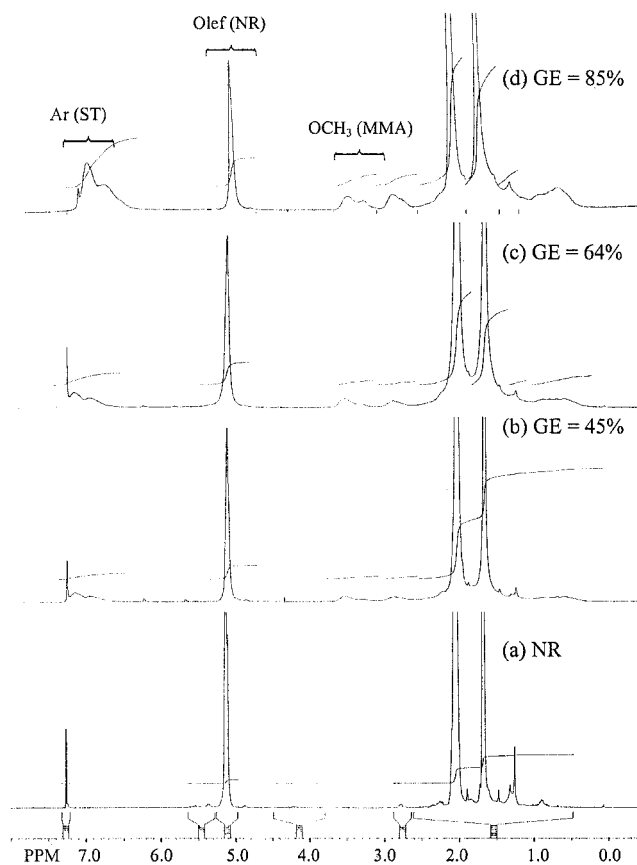 Olef (NR)
Ar (ST)
OCH₃ (MMA)
(d) GE = 85%
(c) GE = 64%
(b) GE = 45%
(a) NR
PPM 7.0 6.0 5.0 4.0 3.0 2.0 1.0 0.0